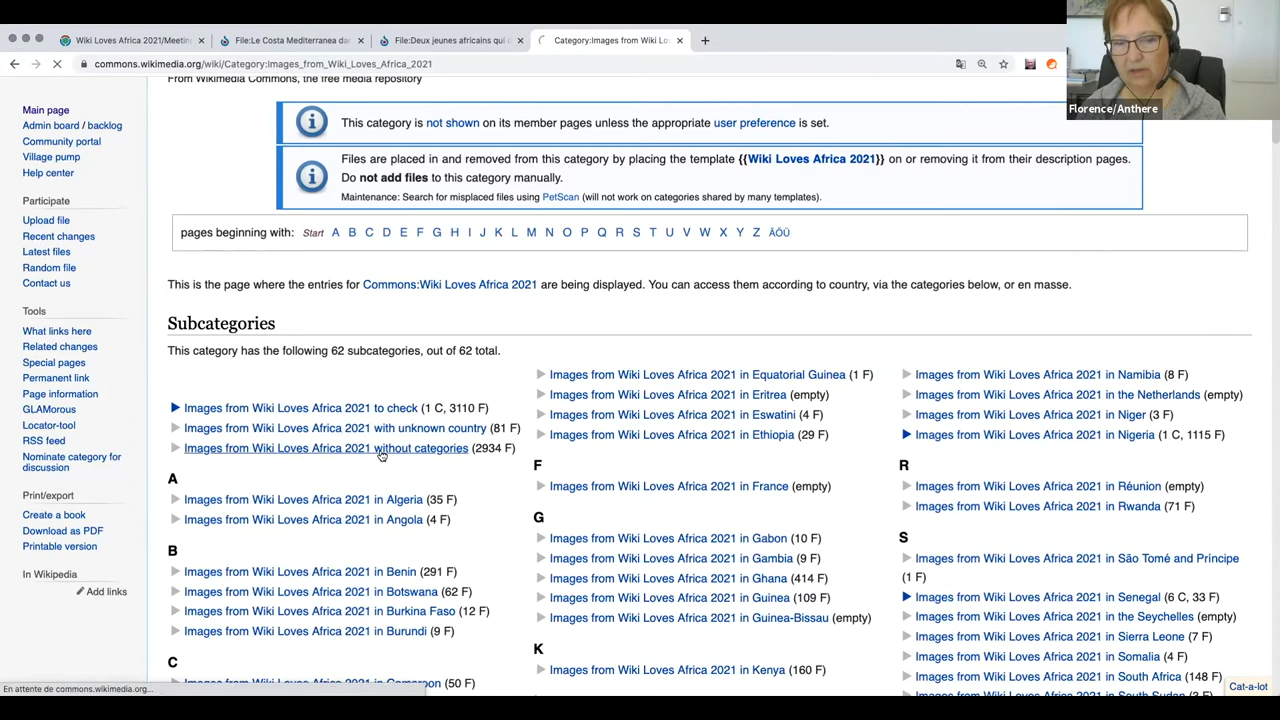 Wiki Loves Africa 2021/Meetin
File:Le Costa Mediterranea da
File:Deux jeunes africains qui d
Category:Images from Wiki Lo
commons.wikimedia.org/wiki/Category:Images_from_Wiki_Loves_Africa_2021
Florence/Anthere
From Wikimedia Commons, the free media repository
Main page
Admin board / backlog
Community portal
Village pump
Help center
Participate
Upload file
Recent changes
Latest files
Random file
Contact us
Tools
What links here
Related changes
Special pages
Permanent link
Page information
GLAMorous
Locator-tool
RSS feed
Nominate category for
discussion
Print/export
Create a book
Download as PDF
Printable version
In Wikipedia
Add links
This category is not shown on its member pages unless the appropriate user preference is set.
Files are placed in and removed from this category by placing the template {{Wiki Loves Africa 2021}} on or removing it from their description pages.
Do not add files to this category manually.
Maintenance: Search for misplaced files using PetScan (will not work on categories shared by many templates).
pages beginning with: Start A B C D E F G H I J K L M N O P Q R S T U V W X Y Z ÄÖÜ
This is the page where the entries for Commons:Wiki Loves Africa 2021 are being displayed. You can access them according to country, via the categories below, or en masse.
Subcategories
This category has the following 62 subcategories, out of 62 total.
Images from Wiki Loves Africa 2021 to check (1 C, 3110 F)
Images from Wiki Loves Africa 2021 with unknown country (81 F)
Images from Wiki Loves Africa 2021 without categories (2934 F)
A
Images from Wiki Loves Africa 2021 in Algeria (35 F)
Images from Wiki Loves Africa 2021 in Angola (4 F)
B
Images from Wiki Loves Africa 2021 in Benin (291 F)
Images from Wiki Loves Africa 2021 in Botswana (62 F)
Images from Wiki Loves Africa 2021 in Burkina Faso (12 F)
Images from Wiki Loves Africa 2021 in Burundi (9 F)
C
Images from Wiki Loves Africa 2021 in Cameroon (50 F)
Images from Wiki Loves Africa 2021 in Equatorial Guinea (1 F)
Images from Wiki Loves Africa 2021 in Eritrea (empty)
Images from Wiki Loves Africa 2021 in Eswatini (4 F)
Images from Wiki Loves Africa 2021 in Ethiopia (29 F)
F
Images from Wiki Loves Africa 2021 in France (empty)
G
Images from Wiki Loves Africa 2021 in Gabon (10 F)
Images from Wiki Loves Africa 2021 in Gambia (9 F)
Images from Wiki Loves Africa 2021 in Ghana (414 F)
Images from Wiki Loves Africa 2021 in Guinea (109 F)
Images from Wiki Loves Africa 2021 in Guinea-Bissau (empty)
K
Images from Wiki Loves Africa 2021 in Kenya (160 F)
Images from Wiki Loves Africa 2021 in Namibia (8 F)
Images from Wiki Loves Africa 2021 in the Netherlands (empty)
Images from Wiki Loves Africa 2021 in Niger (3 F)
Images from Wiki Loves Africa 2021 in Nigeria (1 C, 1115 F)
R
Images from Wiki Loves Africa 2021 in Réunion (empty)
Images from Wiki Loves Africa 2021 in Rwanda (71 F)
S
Images from Wiki Loves Africa 2021 in São Tomé and Príncipe
(1 F)
Images from Wiki Loves Africa 2021 in Senegal (6 C, 33 F)
Images from Wiki Loves Africa 2021 in the Seychelles (empty)
Images from Wiki Loves Africa 2021 in Sierra Leone (7 F)
Images from Wiki Loves Africa 2021 in Somalia (4 F)
Images from Wiki Loves Africa 2021 in South Africa (148 F)
Images from Wiki Loves Africa 2021 in South Sudan (3 F)
Cat-a-lot
En attente de commons.wikimedia.org...